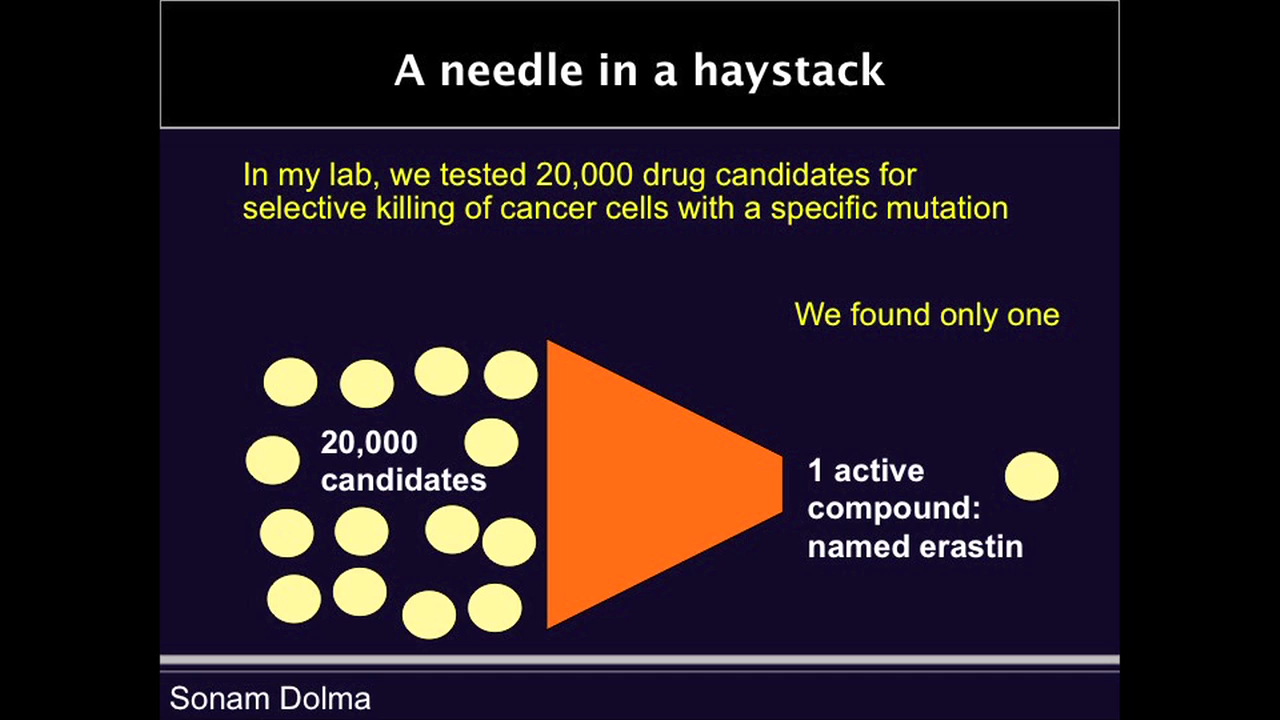 A needle in a haystack
In my lab, we tested 20,000 drug candidates for
selective killing of cancer cells with a specific mutation
We found only one
20,000
candidates
1 active
compound:
named erastin
Sonam Dolma